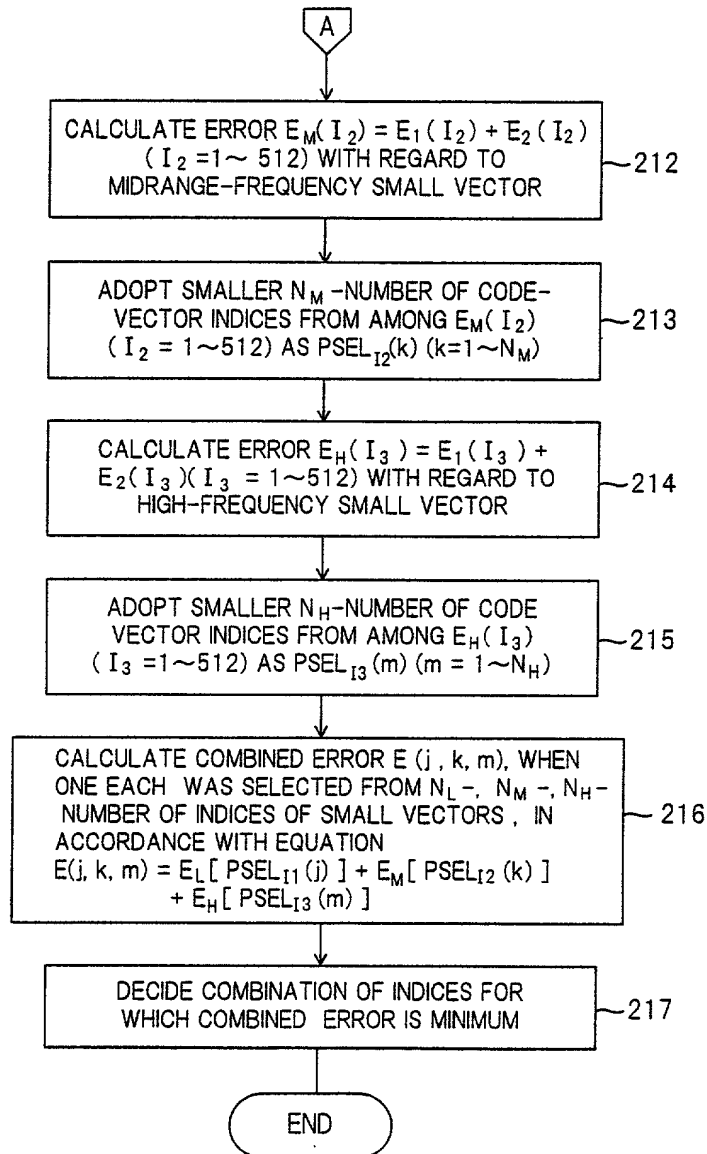 A
CALCULATE ERROR E_M(I_2) = E_1(I_2) + E_2(I_2)
(I_2 =1~ 512) WITH REGARD TO
MIDRANGE-FREQUENCY SMALL VECTOR
212
ADOPT SMALLER N_M -NUMBER OF CODE-
VECTOR INDICES FROM AMONG E_M(I_2)
(I_2 = 1~512) AS PSEL_I2(k) (k=1~N_M)
213
CALCULATE ERROR E_H(I_3) = E_1(I_3) +
E_2(I_3)(I_3 = 1~512) WITH REGARD TO
HIGH-FREQUENCY SMALL VECTOR
214
ADOPT SMALLER N_H-NUMBER OF CODE
VECTOR INDICES FROM AMONG E_H(I_3)
(I_3 =1~512) AS PSEL_I3(m) (m = 1~N_H)
215
CALCULATE COMBINED ERROR E (j, k, m), WHEN
ONE EACH WAS SELECTED FROM N_L -, N_M -, N_H -
NUMBER OF INDICES OF SMALL VECTORS , IN
ACCORDANCE WITH EQUATION
E(j, k, m) = E_L[ PSEL_I1(j) ] + E_M[ PSEL_I2 (k) ]
+ E_H[ PSEL_I3(m) ]
216
DECIDE COMBINATION OF INDICES FOR
WHICH COMBINED ERROR IS MINIMUM
217
END